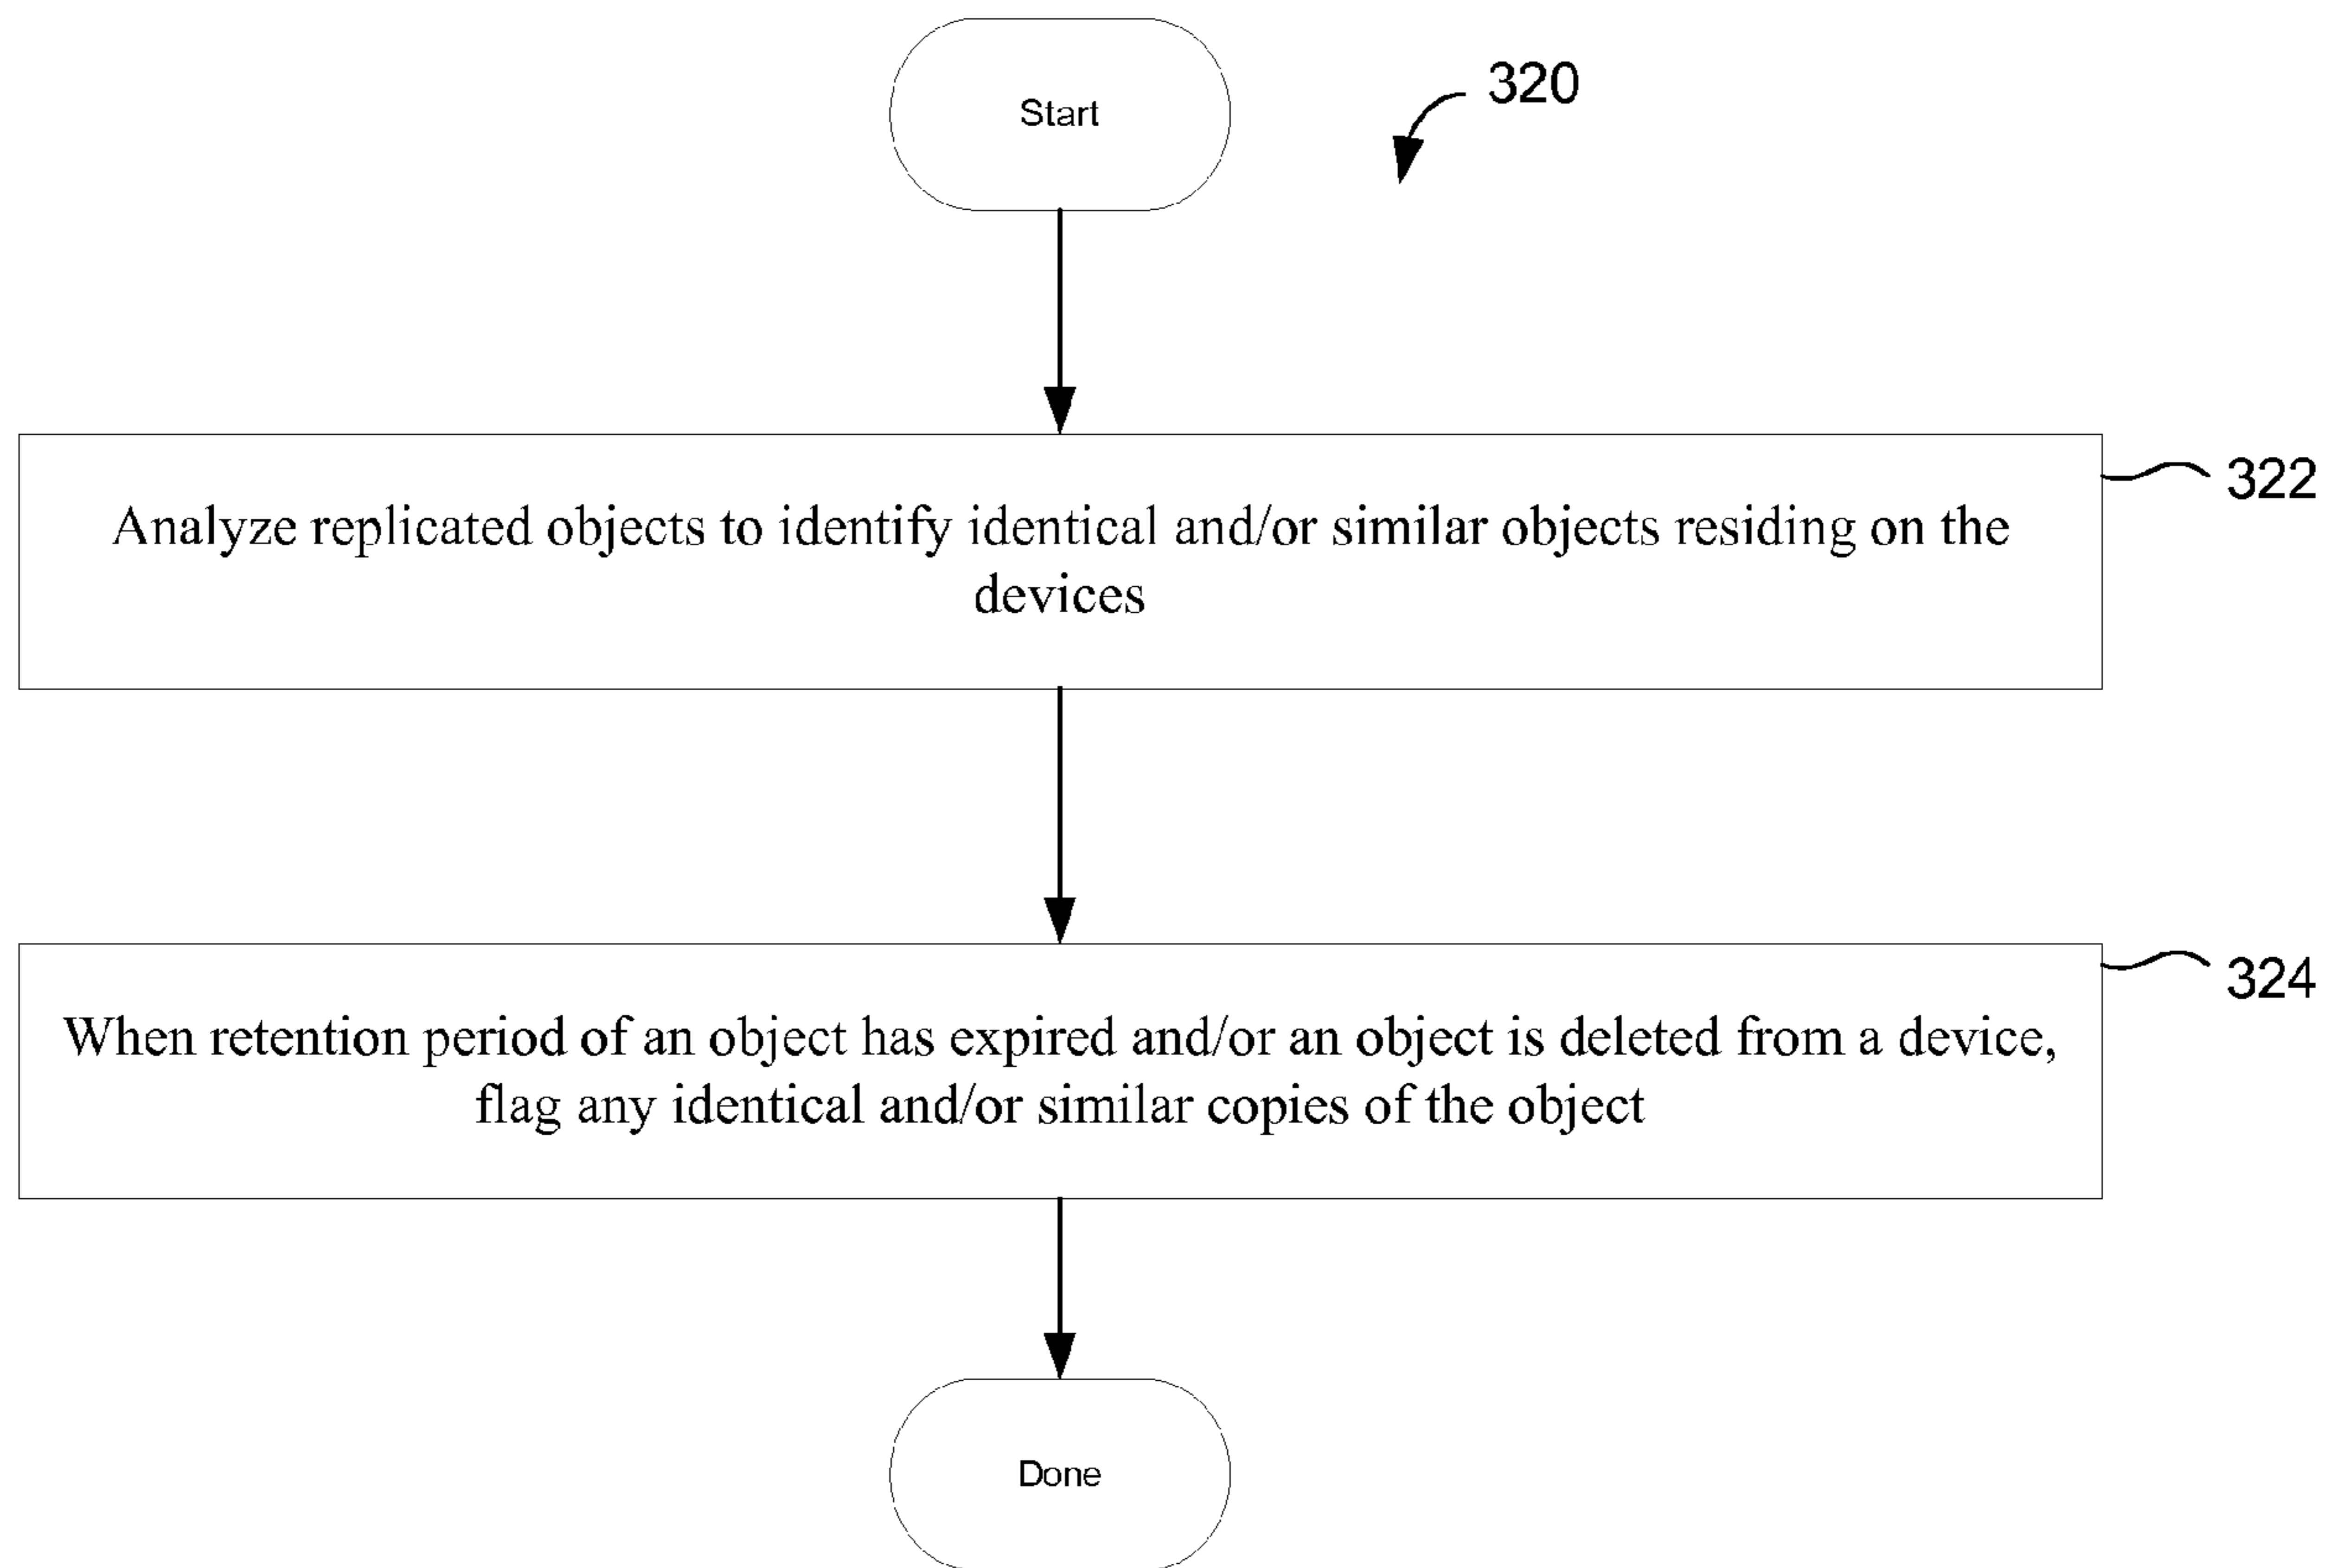 Start
320
Analyze replicated objects to identify identical and/or similar objects residing on the
devices
322
When retention period of an object has expired and/or an object is deleted from a device,
flag any identical and/or similar copies of the object
324
Done